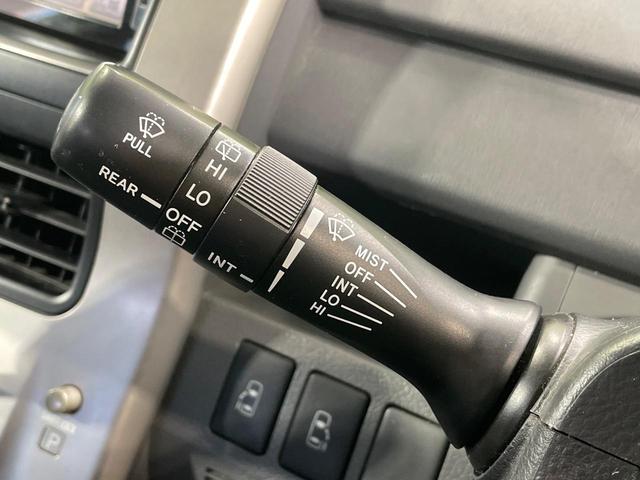 PULL
REAR
HI
LO
OFF
INT
MIST
OFF
INT
LO
HI
P